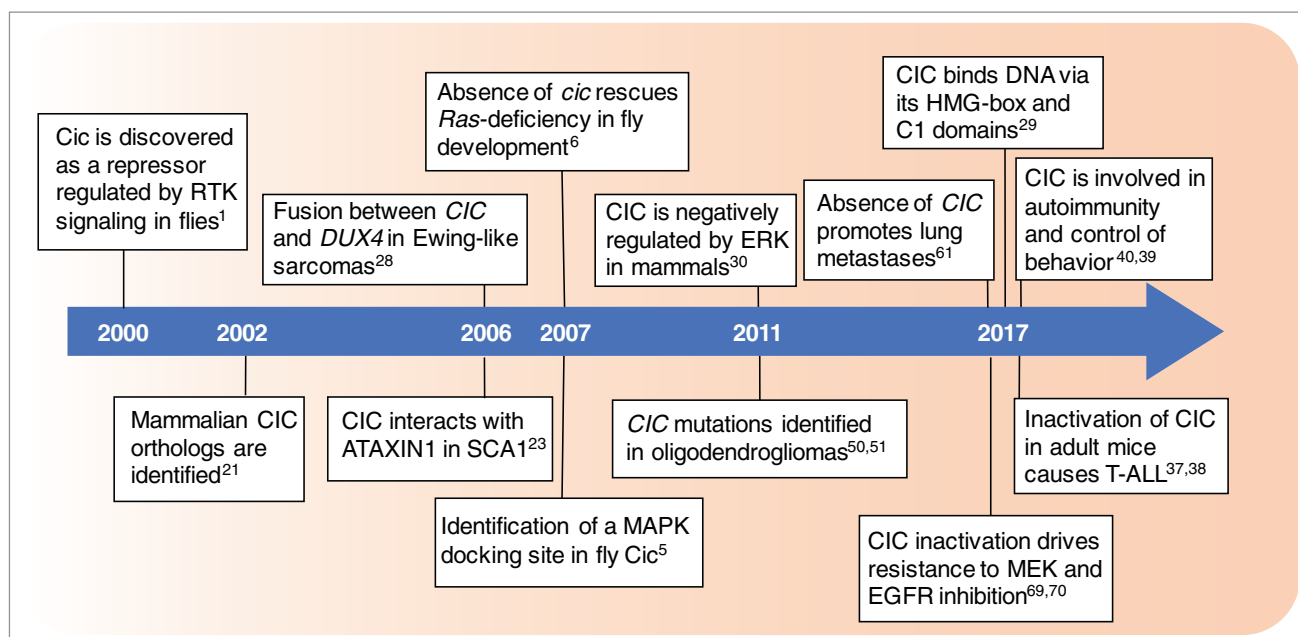 Cic is discovered
as a repressor
regulated by RTK
signaling in flies1
Fusion between CIC
and DUX4 in Ewing-like
sarcomas28
Absence of cic rescues
Ras-deficiency in fly
development6
CIC is negatively
regulated by ERK
in mammals30
Absence of CIC
promotes lung
metastases61
CIC binds DNA via
its HMG-box and
C1 domains29
CIC is involved in
autoimmunity
and control of
behavior40,39
2000
2002
2006
2007
2011
2017
Mammalian CIC
orthologs are
identified21
CIC interacts with
ATAXIN1 in SCA123
Identification of a MAPK
docking site in fly Cic5
CIC mutations identified
in oligodendrogliomas50,51
CIC inactivation drives
resistance to MEK and
EGFR inhibition69,70
Inactivation of CIC
in adult mice
causes T-ALL37,38